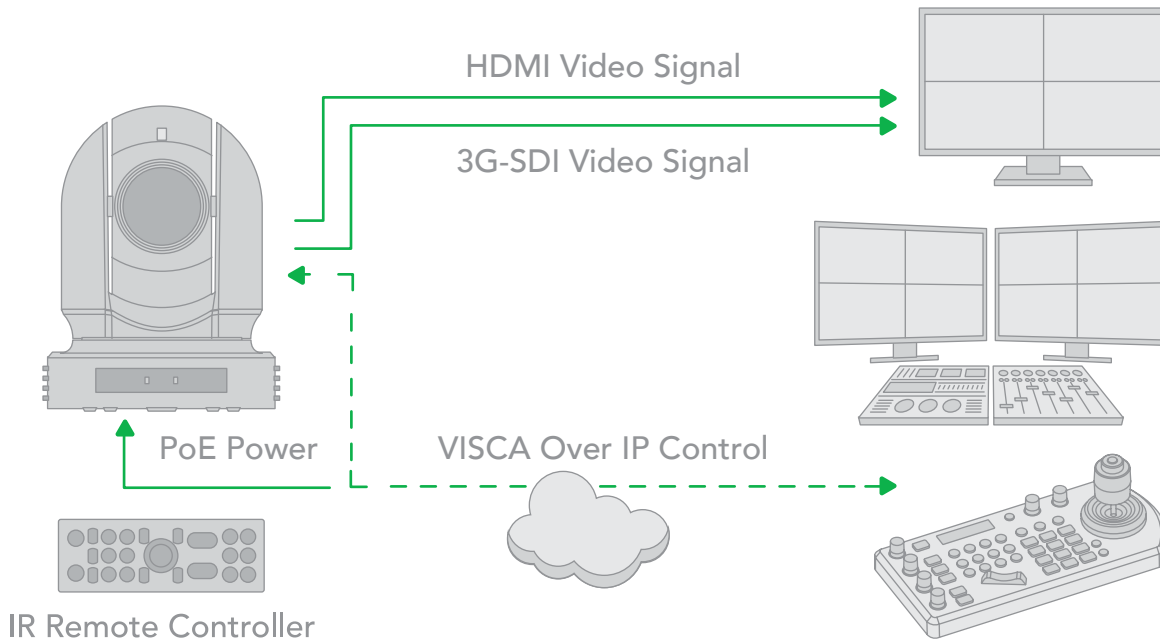 HDMI Video Signal
3G-SDI Video Signal
PoE Power
VISCA Over IP Control
IR Remote Controller